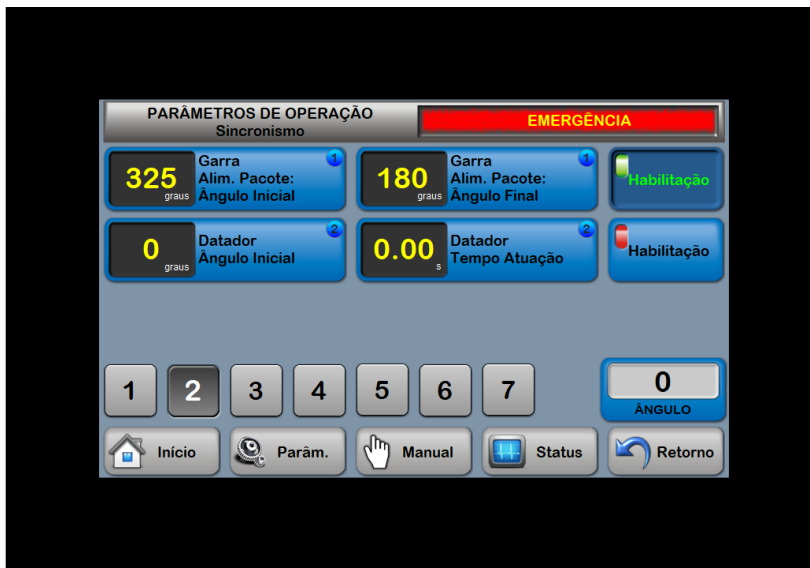 PARÂMETROS DE OPERAÇÃO
Sincronismo
EMERGÊNCIA
325
graus
Garra
Alim. Pacote:
Ângulo Inicial
1
180
graus
Garra
Alim. Pacote:
Ângulo Final
1
Habilitação
0
graus
Datador
Ângulo Inicial
2
0.00
s
Datador
Tempo Atuação
2
Habilitação
1 2 3 4 5 6 7
0
ÂNGULO
Início Parâm. Manual Status Retorno